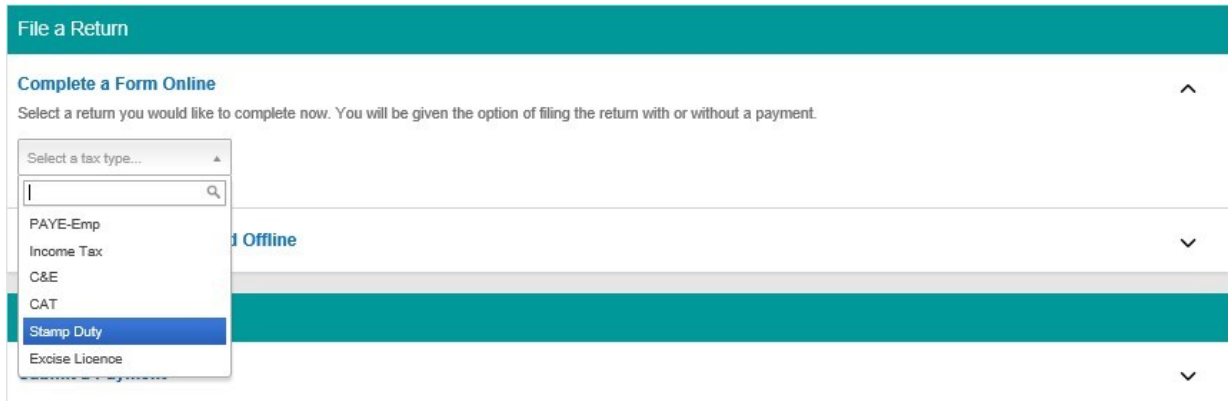 File a Return
Complete a Form Online
Select a return you would like to complete now. You will be given the option of filing the return with or without a payment.
Select a tax type...
PAYE-Emp
Income Tax
Offline
C&E
CAT
Stamp Duty
Excise Licence